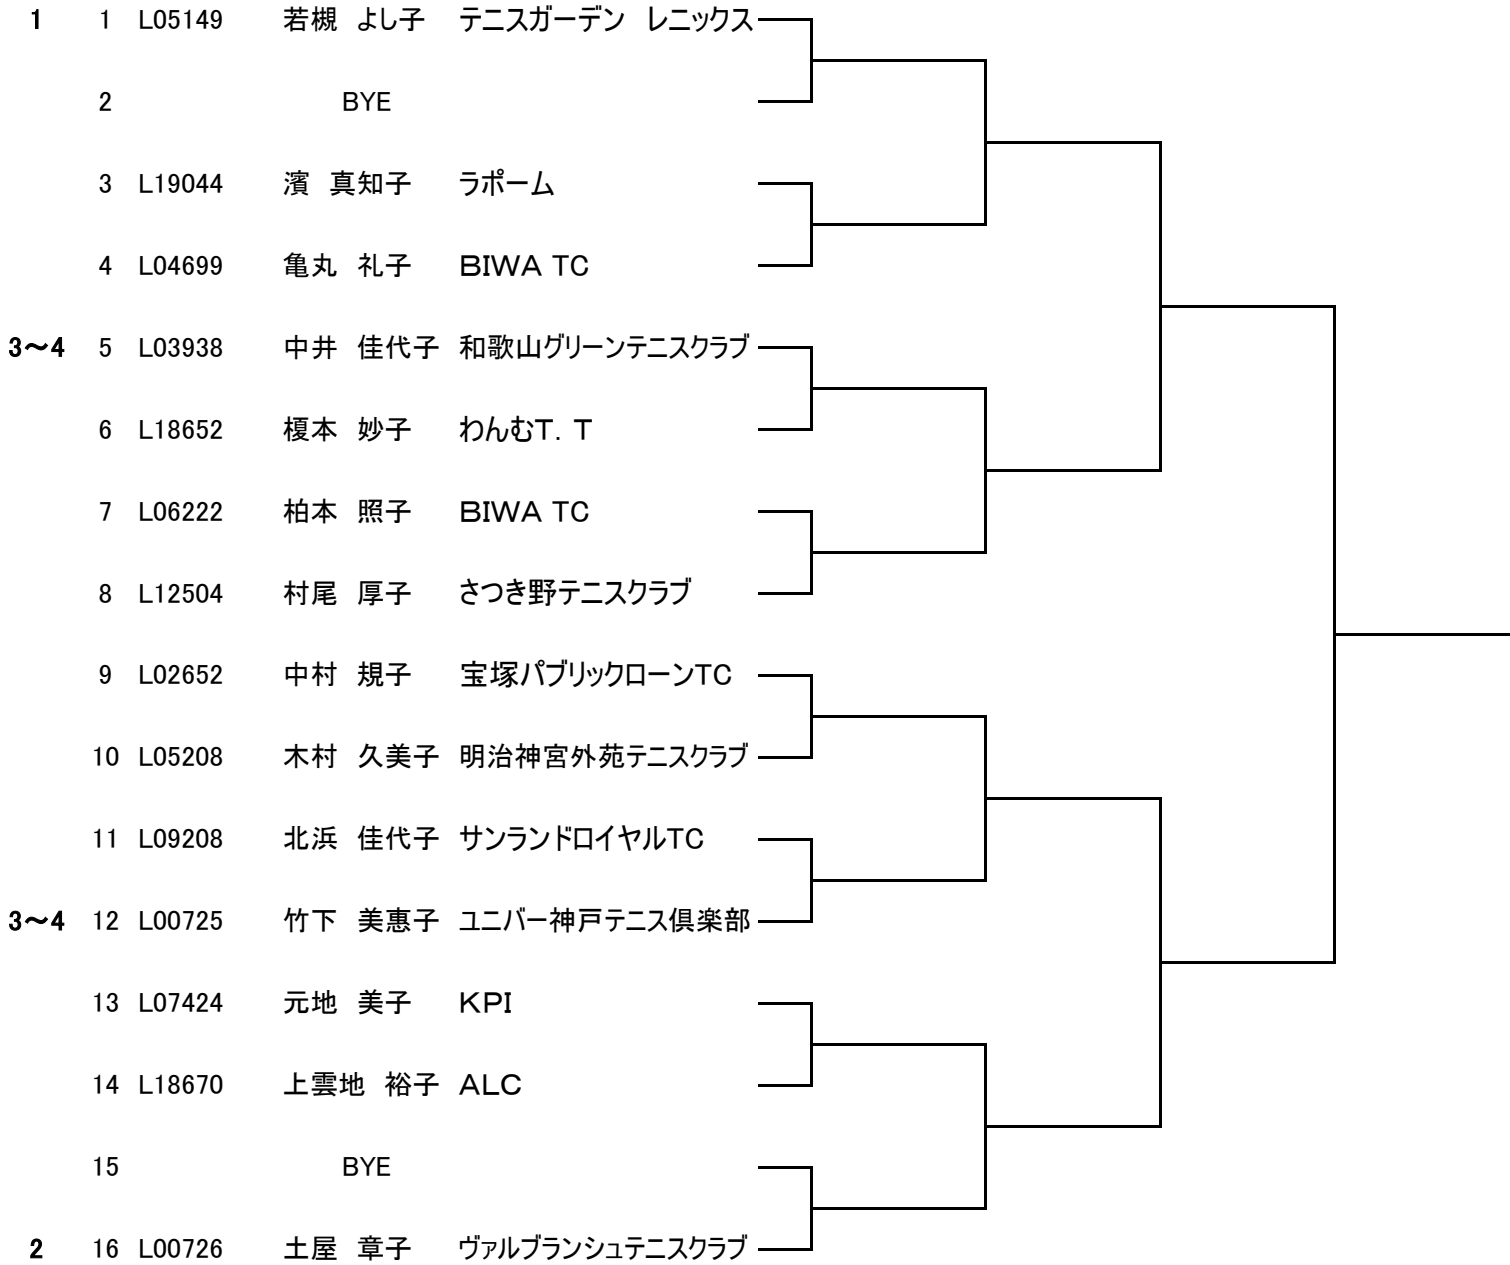 1 1 L05149 若槻 よし子 テニスガーデン レニックス
2 BYE
3 L19044 濱 真知子 ラポーム
4 L04699 亀丸 礼子 BIWA TC
3～4 5 L03938 中井 佳代子 和歌山グリーンテニスクラブ
6 L18652 榎本 妙子 わんむT．T
7 L06222 柏本 照子 BIWA TC
8 L12504 村尾 厚子 さつき野テニスクラブ
9 L02652 中村 規子 宝塚パブリックローンTC
10 L05208 木村 久美子 明治神宮外苑テニスクラブ
11 L09208 北浜 佳代子 サンランドロイヤルTC
3～4 12 L00725 竹下 美惠子 ユニバー神戸テニス倶楽部
13 L07424 元地 美子 KPI
14 L18670 上雲地 裕子 ALC
15 BYE
2 16 L00726 土屋 章子 ヴァルブランシュテニスクラブ